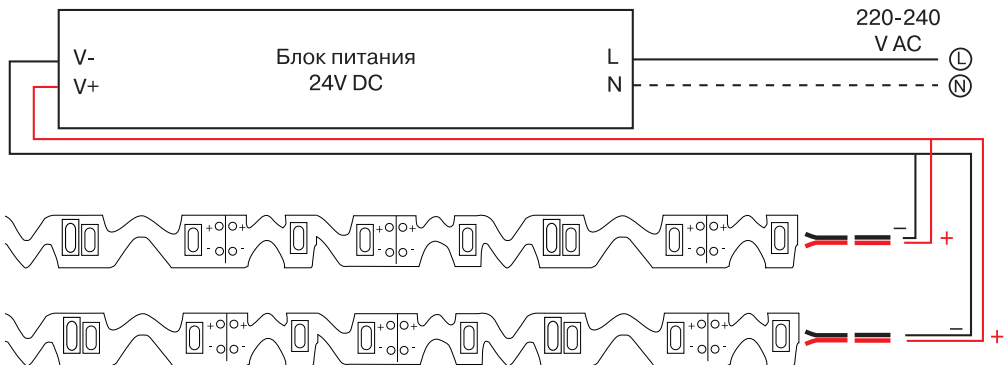 220-240
V AC
V-
Блок питания
24V DC
L
L
V+
N
N
−
+
+ +
- -
+ +
- -
+ +
- -
−
+
+ +
- -
+ +
- -
+ +
- -